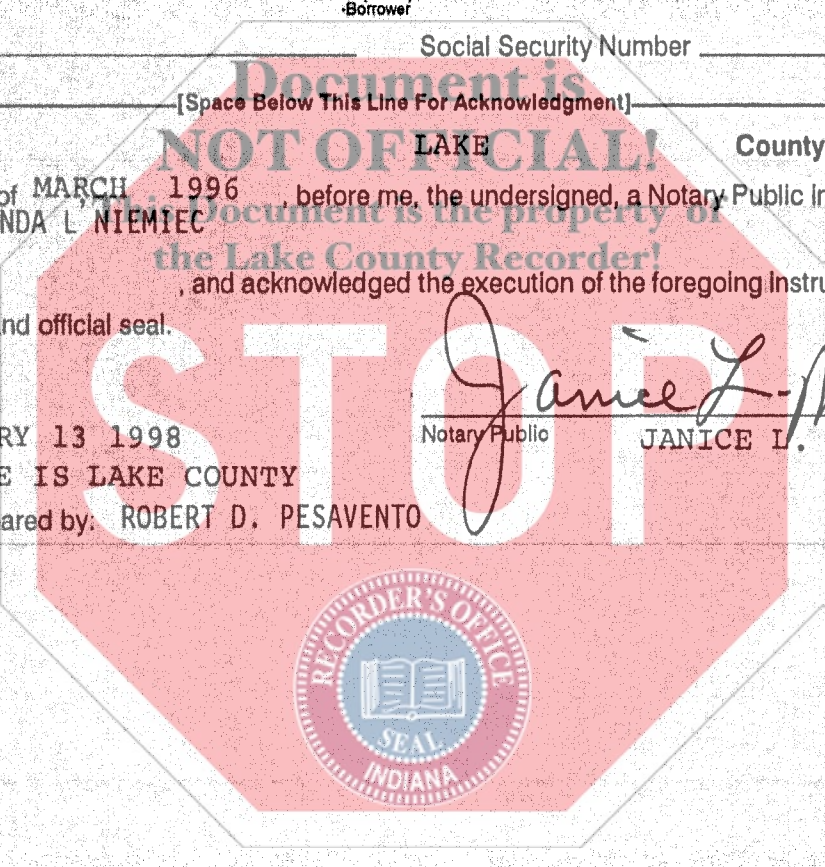 -Borrower
Social Security Number
Document is
[Space Below This Line For Acknowledgment]
NOT OFFICIAL!
LAKE County
of MARCH , 1996 , before me, the undersigned, a Notary Public in
This Document is the property of
NDA L NIEMIEC
the Lake County Recorder!
, and acknowledged the execution of the foregoing instru
nd official seal.
STOP
Janice L.
RY 13 1998
Notary Public
JANICE L.
E IS LAKE COUNTY
ared by: ROBERT D. PESAVENTO
RECORDER'S OFFICE
SEAL
INDIANA